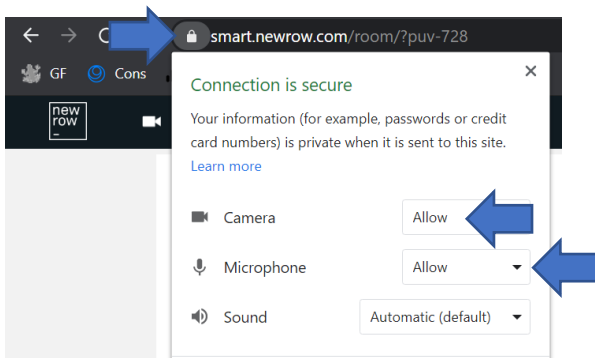 smart.newrow.com/room/?puv-728
GF Cons
new
row
Connection is secure
Your information (for example, passwords or credit
card numbers) is private when it is sent to this site.
Learn more
Camera Allow
Microphone Allow
Sound Automatic (default)